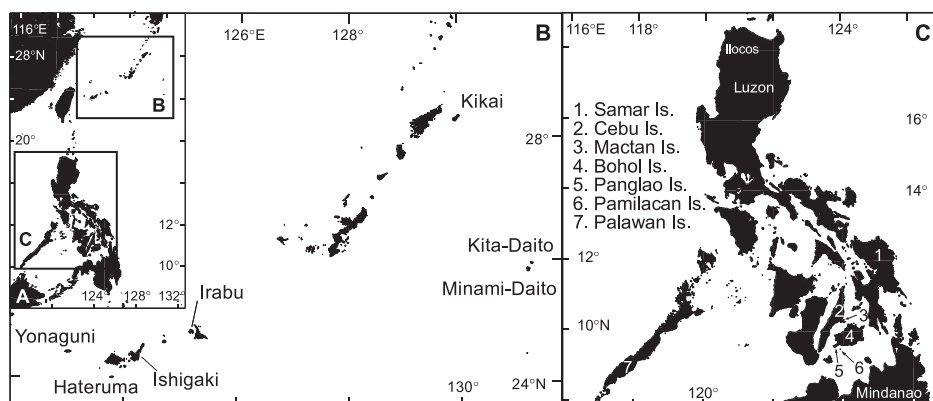 116°E
28°N
B
20°
12°
C
10°
A
124°
128°
132°
126°E
128°
B
Kikai
28°
Kita-Daito
Minami-Daito
Irabu
Yonaguni
Hateruma
Ishigaki
130°
24°N
116°E
118°
124°
C
Ilocos
Luzon
1. Samar Is.
2. Cebu Is.
3. Mactan Is.
4. Bohol Is.
5. Panglao Is.
6. Pamilacan Is.
7. Palawan Is.
16°
14°
12°
10°N
1
2
3
4
5
6
7
120°
Mindanao